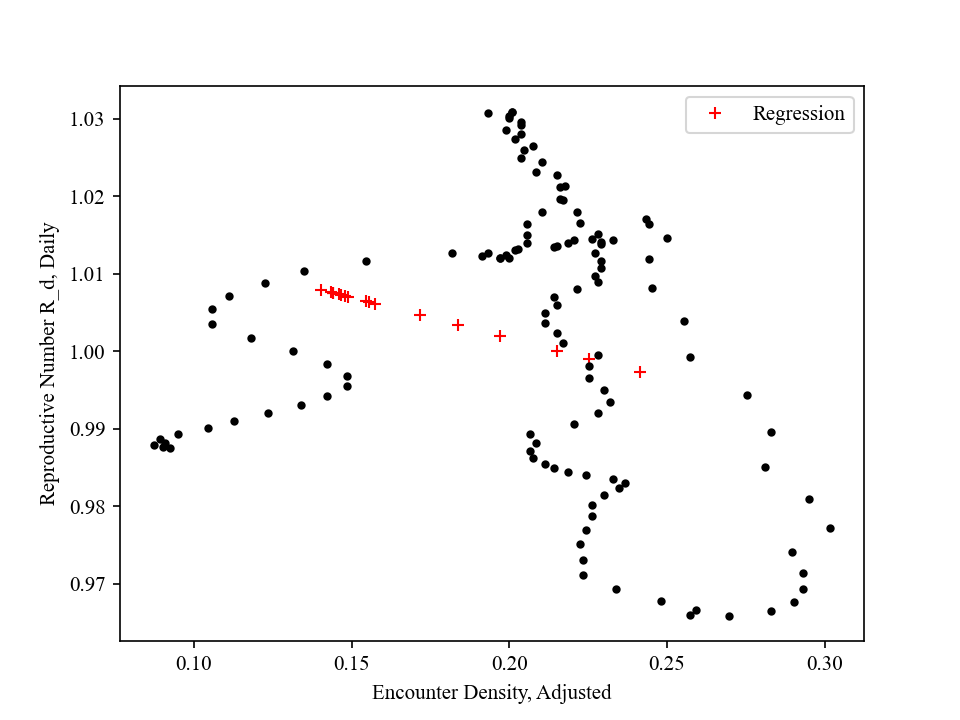 Regression
1.03
1.02
1.01
1.00
0.99
0.98
0.97
Reproductive Number R_d, Daily
0.10 0.15 0.20 0.25 0.30
Encounter Density, Adjusted